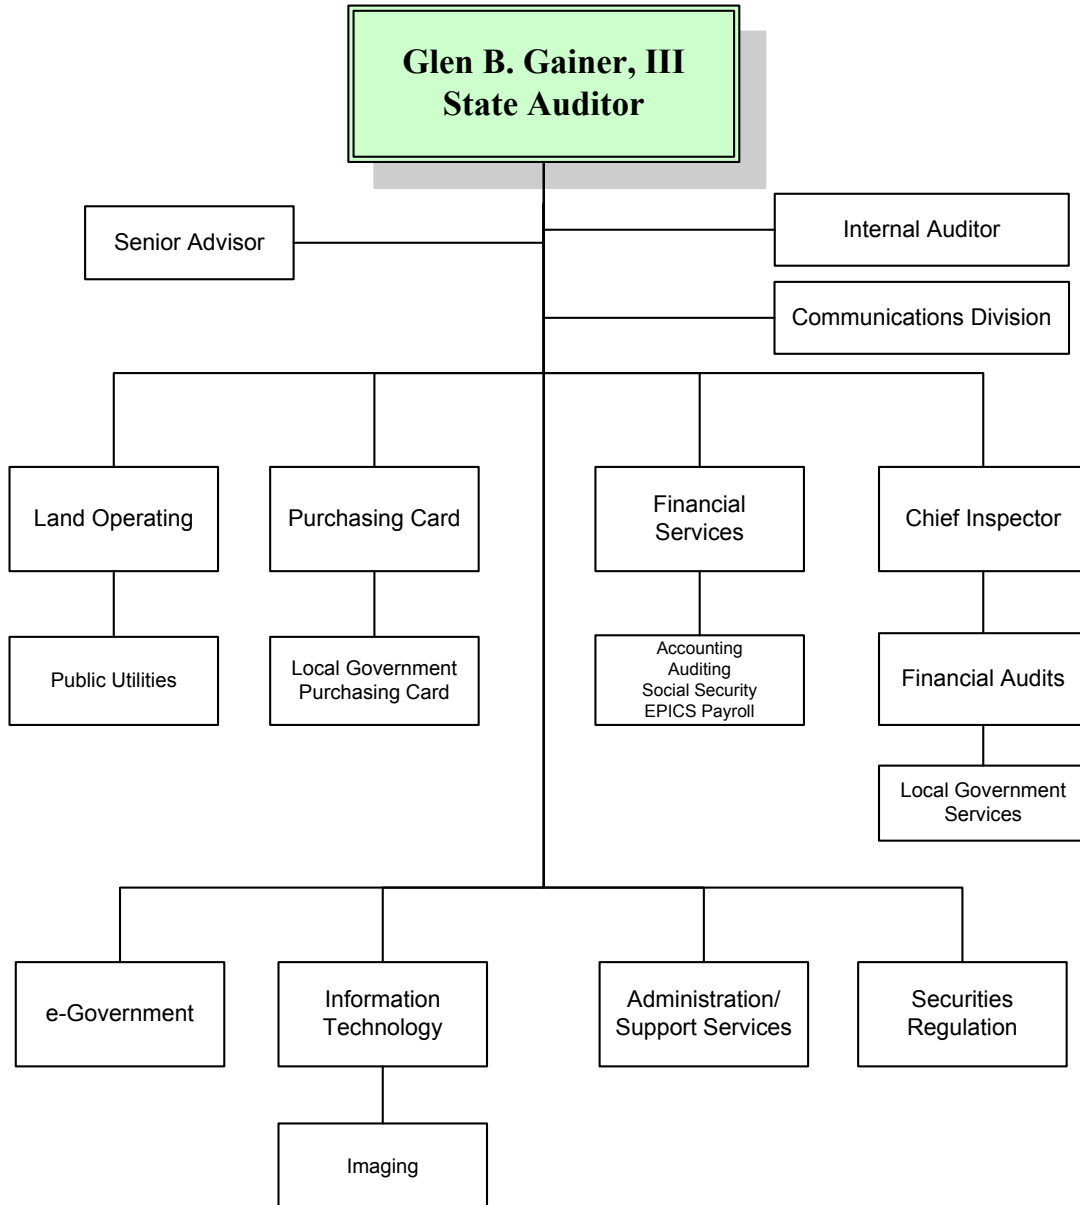 Glen B. Gainer, III
State Auditor
Senior Advisor
Internal Auditor
Communications Division
Land Operating
Purchasing Card
Financial
Services
Chief Inspector
Public Utilities
Local Government
Purchasing Card
Accounting
Auditing
Social Security
EPICS Payroll
Financial Audits
Local Government
Services
e-Government
Information
Technology
Administration/
Support Services
Securities
Regulation
Imaging